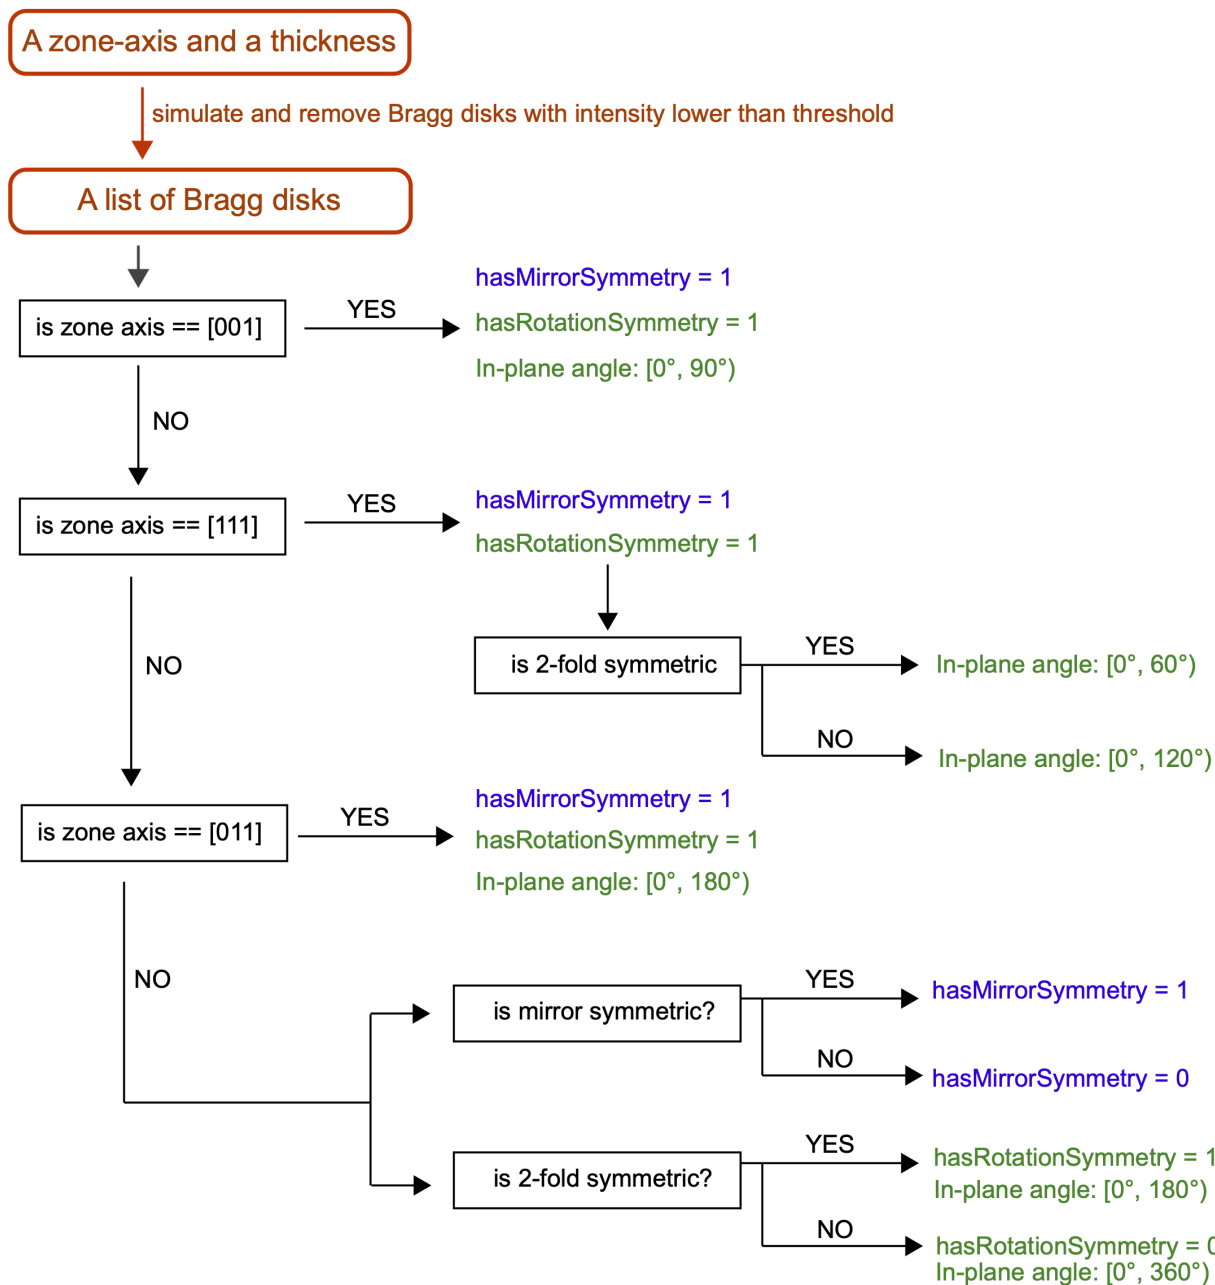 A zone-axis and a thickness
simulate and remove Bragg disks with intensity lower than threshold
A list of Bragg disks
is zone axis == [001]
YES
hasMirrorSymmetry = 1
hasRotationSymmetry = 1
In-plane angle: [0°, 90°)
NO
is zone axis == [111]
YES
hasMirrorSymmetry = 1
hasRotationSymmetry = 1
is 2-fold symmetric
YES
In-plane angle: [0°, 60°)
NO
In-plane angle: [0°, 120°)
NO
is zone axis == [011]
YES
hasMirrorSymmetry = 1
hasRotationSymmetry = 1
In-plane angle: [0°, 180°)
NO
is mirror symmetric?
YES
hasMirrorSymmetry = 1
NO
hasMirrorSymmetry = 0
is 2-fold symmetric?
YES
hasRotationSymmetry = 1
In-plane angle: [0°, 180°)
NO
hasRotationSymmetry = 0
In-plane angle: [0°, 360°)